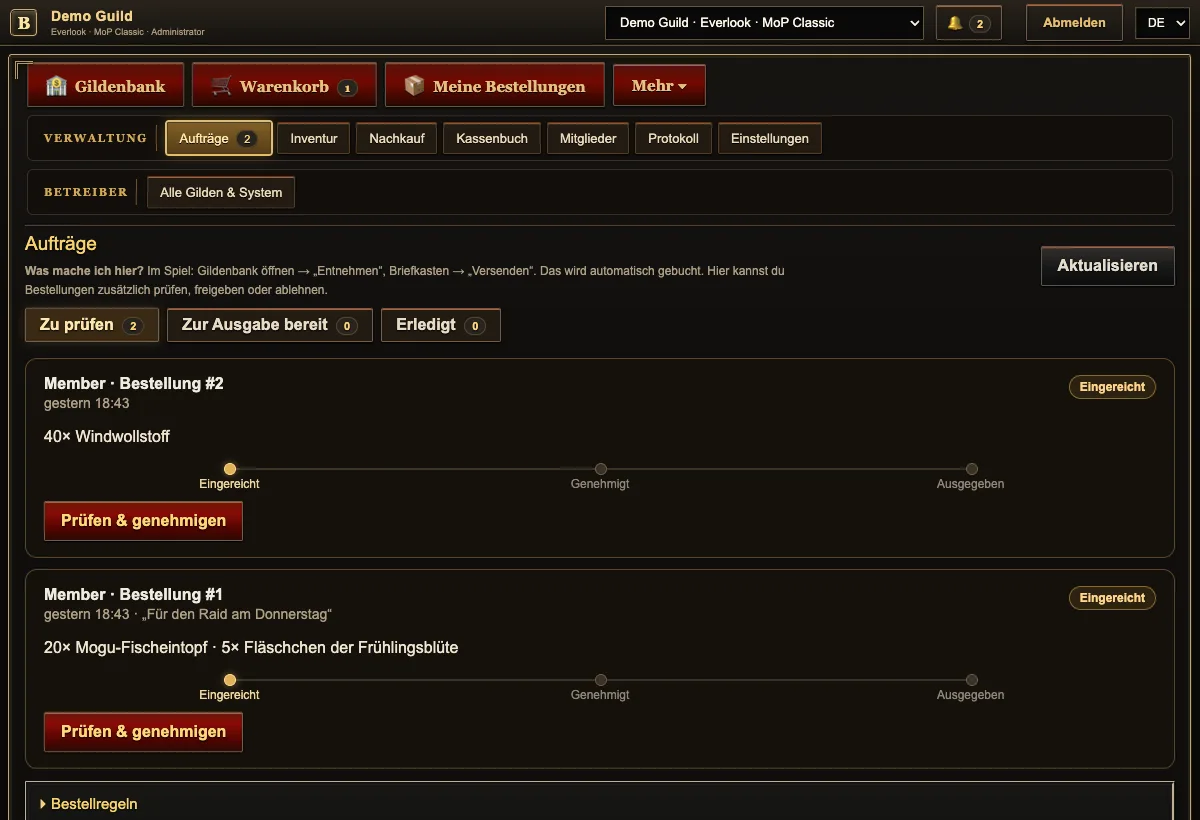 B
Demo Guild
Everlook · MoP Classic · Administrator
Demo Guild · Everlook · MoP Classic
2
Abmelden
DE
Gildenbank
Warenkorb 1
Meine Bestellungen
Mehr
VERWALTUNG
Aufträge 2
Inventur
Nachkauf
Kassenbuch
Mitglieder
Protokoll
Einstellungen
BETREIBER
Alle Gilden & System
Aufträge
Was mache ich hier? Im Spiel: Gildenbank öffnen → „Entnehmen“, Briefkasten → „Versenden“. Das wird automatisch gebucht. Hier kannst du
Bestellungen zusätzlich prüfen, freigeben oder ablehnen.
Aktualisieren
Zu prüfen 2
Zur Ausgabe bereit 0
Erledigt 0
Member · Bestellung #2
Eingereicht
gestern 18:43
40× Windwollstoff
Eingereicht
Genehmigt
Ausgegeben
Prüfen & genehmigen
Member · Bestellung #1
Eingereicht
gestern 18:43 · „Für den Raid am Donnerstag“
20× Mogu-Fischeintopf · 5× Fläschchen der Frühlingsblüte
Eingereicht
Genehmigt
Ausgegeben
Prüfen & genehmigen
Bestellregeln